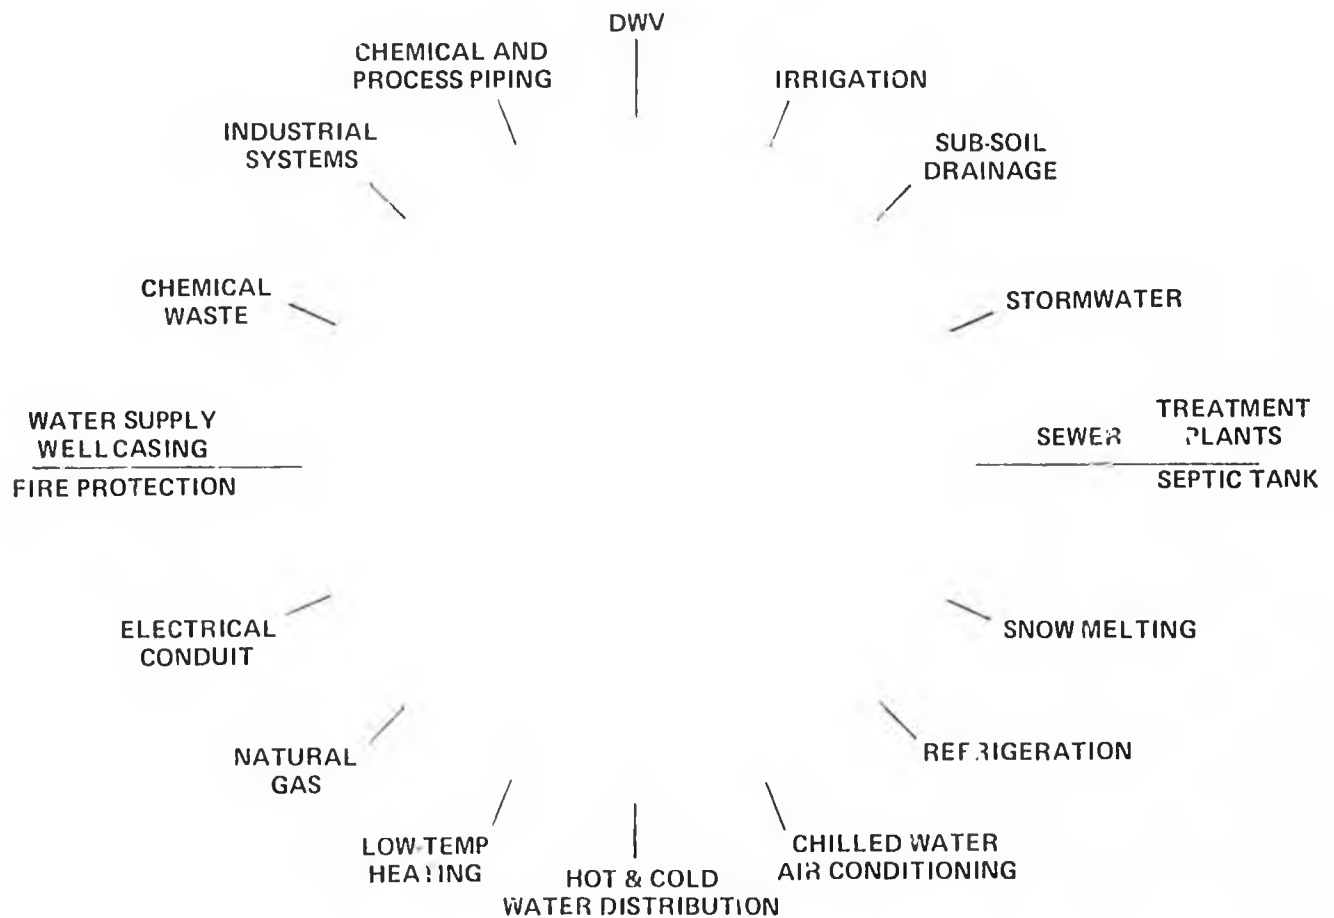 DWV
CHEMICAL AND
PROCESS PIPING
IRRIGATION
INDUSTRIAL
SYSTEMS
SUB-SOIL
DRAINAGE
CHEMICAL
WASTE
STORMWATER
WATER SUPPLY
WELL CASING
FIRE PROTECTION
SEWER
TREATMENT
PLANTS
SEPTIC TANK
ELECTRICAL
CONDUIT
SNOW MELTING
NATURAL
GAS
REFRIGERATION
LOW-TEMP
HEATING
HOT & COLD
WATER DISTRIBUTION
CHILLED WATER
AIR CONDITIONING